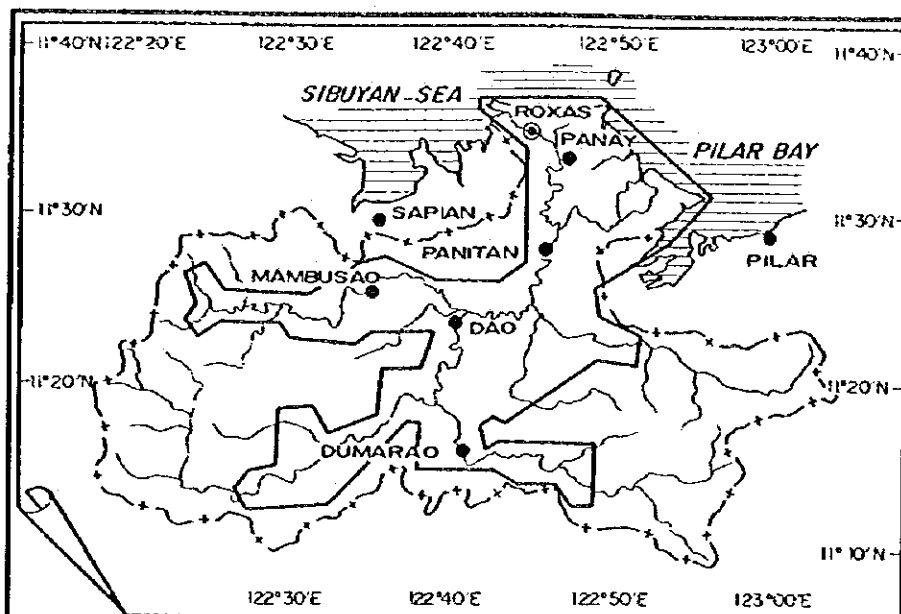 11°40'N 122°20'E 122°30'E 122°40'E 122°50'E 123°00'E 11°40'N
SIBUYAN SEA
ROXAS
PANAY
PILAR BAY
11°30'N SAPIAN 11°30'N
PANITAN
PILAR
MAMBUSAO
DAO
11°20'N 11°20'N
DUMARAO
11°10'N
122°30'E 122°40'E 122°50'E 123°00'E